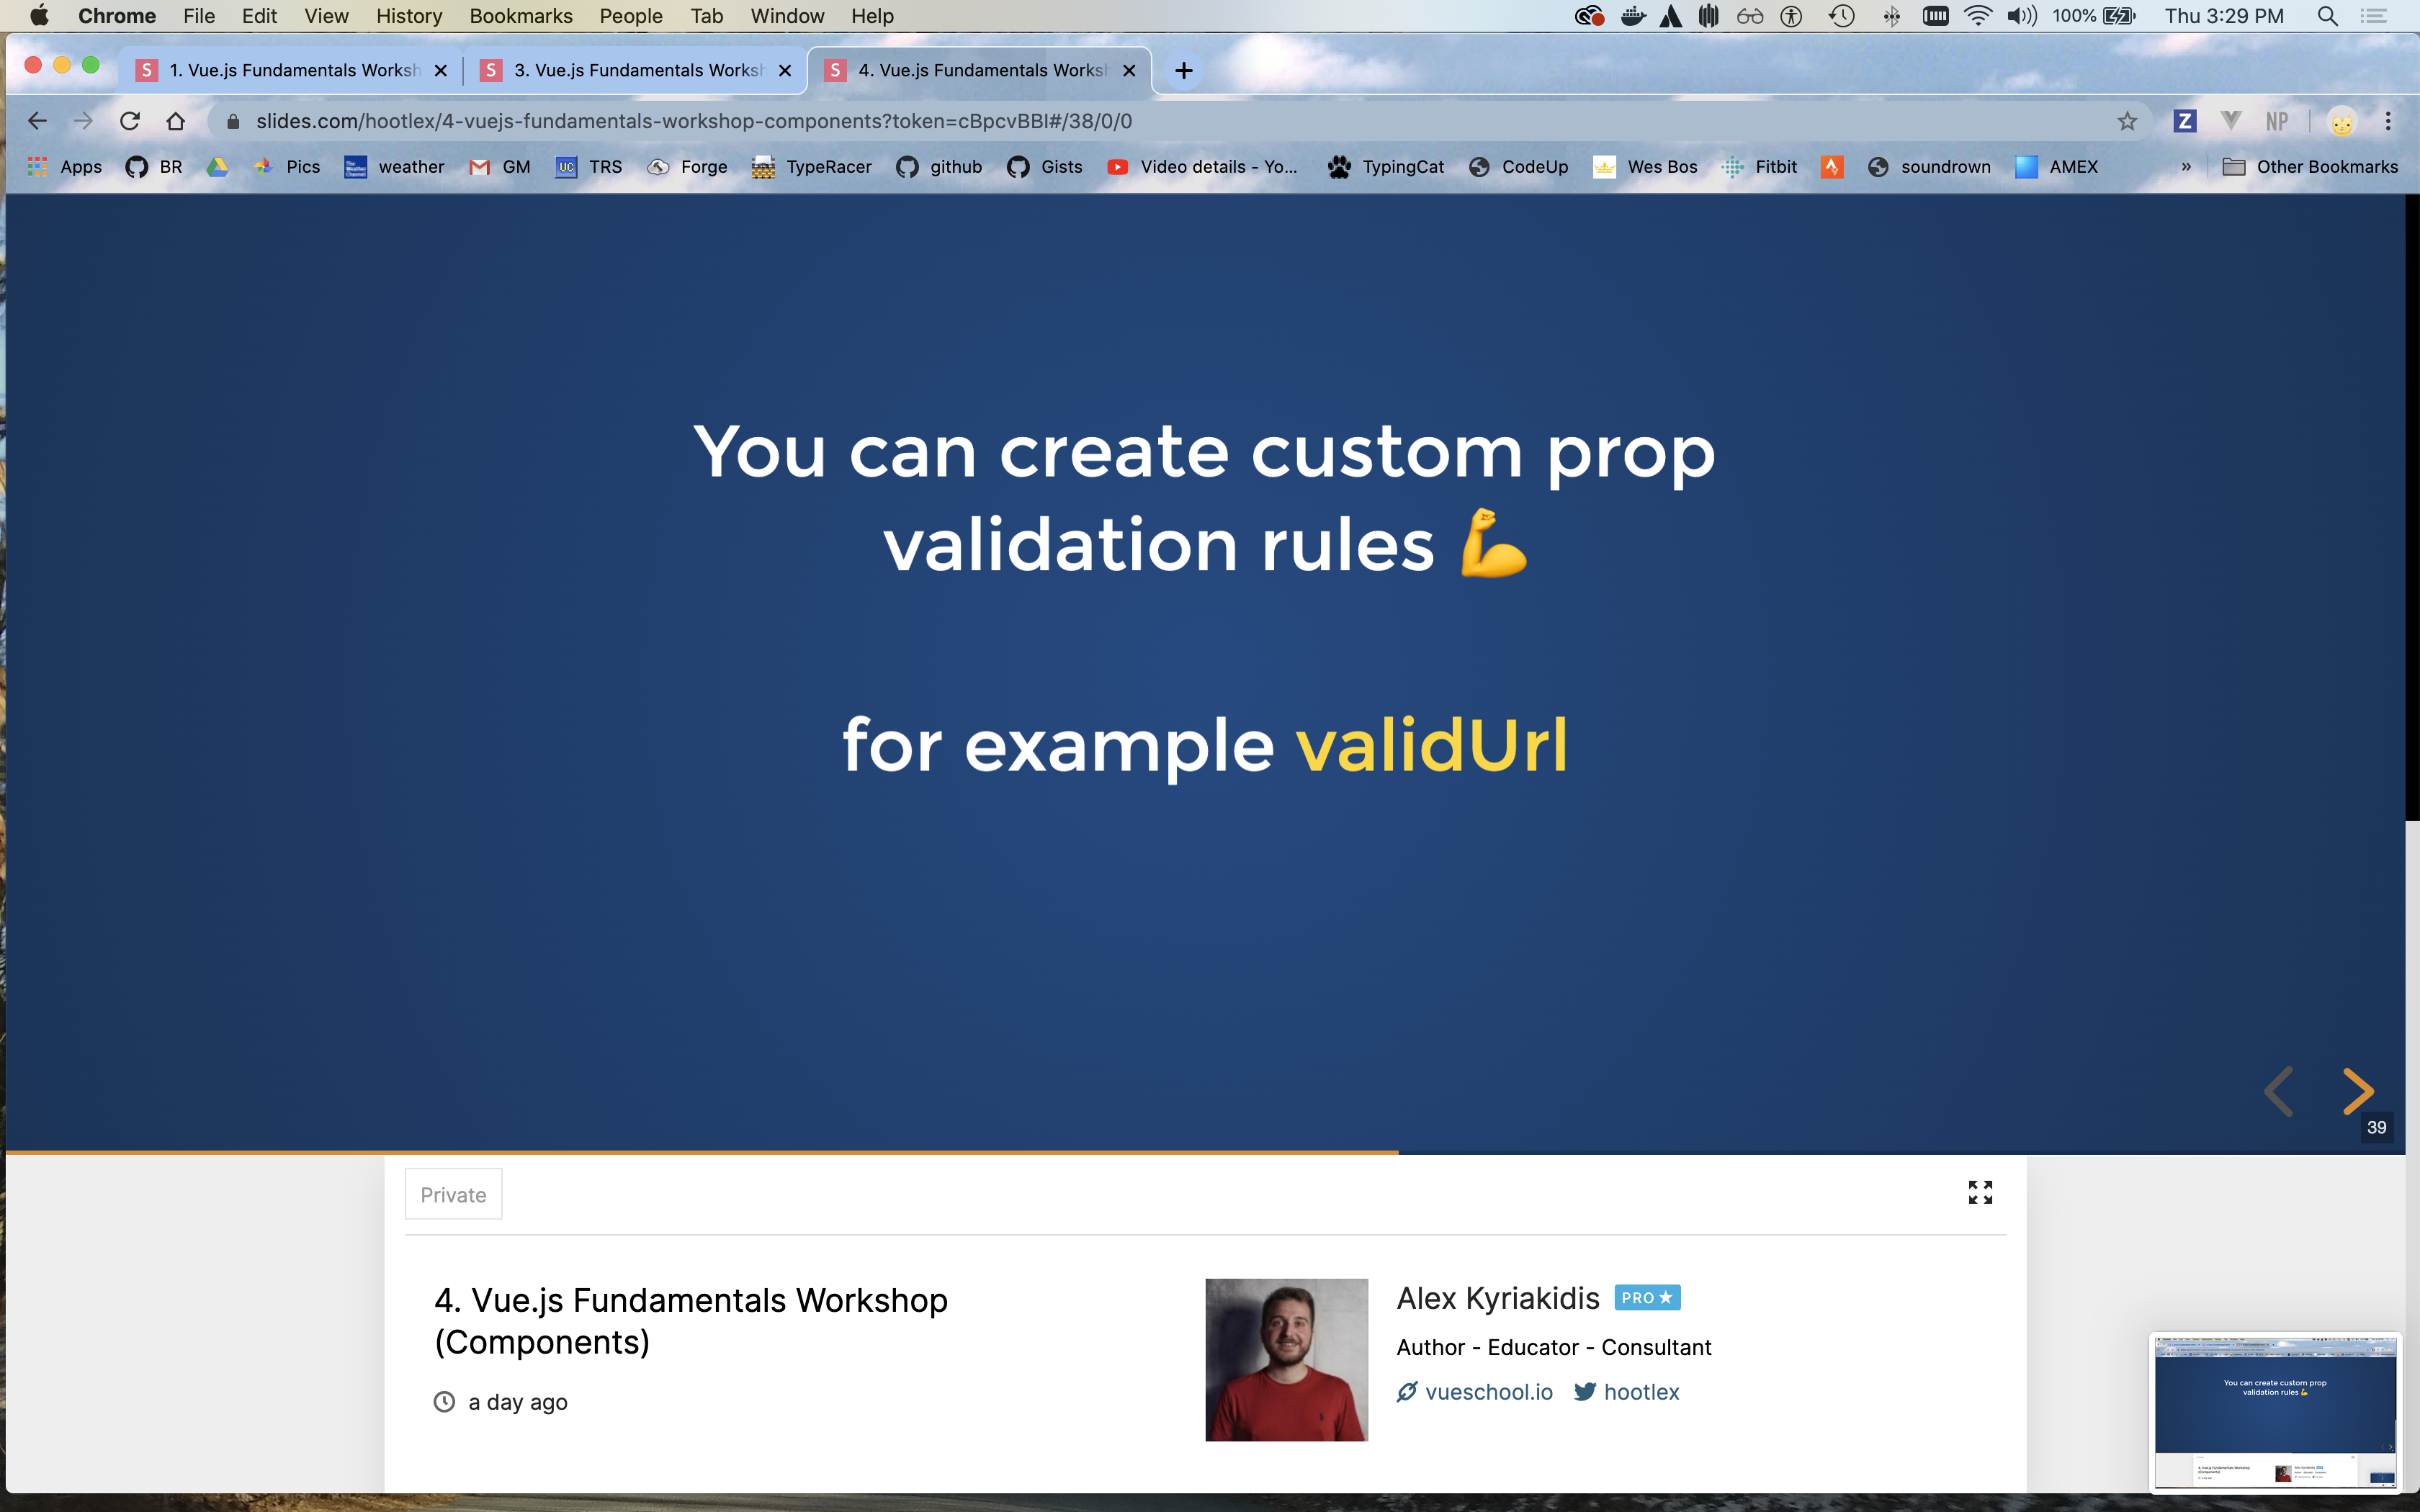 Chrome File Edit View History Bookmarks People Tab Window Help 100% Thu 3:29 PM
S 1. Vue.js Fundamentals Worksh S 3. Vue.js Fundamentals Worksh S 4. Vue.js Fundamentals Worksh
slides.com/hootlex/4-vuejs-fundamentals-workshop-components?token=cBpcvBBI#/38/0/0 Z NP
Apps BR Pics weather GM UC TRS Forge TypeRacer github Gists Video details - Yo... TypingCat CodeUp Wes Bos Fitbit soundrown AMEX » Other Bookmarks
You can create custom prop
validation rules 💪
for example validUrl
39
Private
4. Vue.js Fundamentals Workshop
(Components)
a day ago
Alex Kyriakidis PRO ★
Author - Educator - Consultant
vueschool.io hootlex
You can create custom prop
validation rules 💪